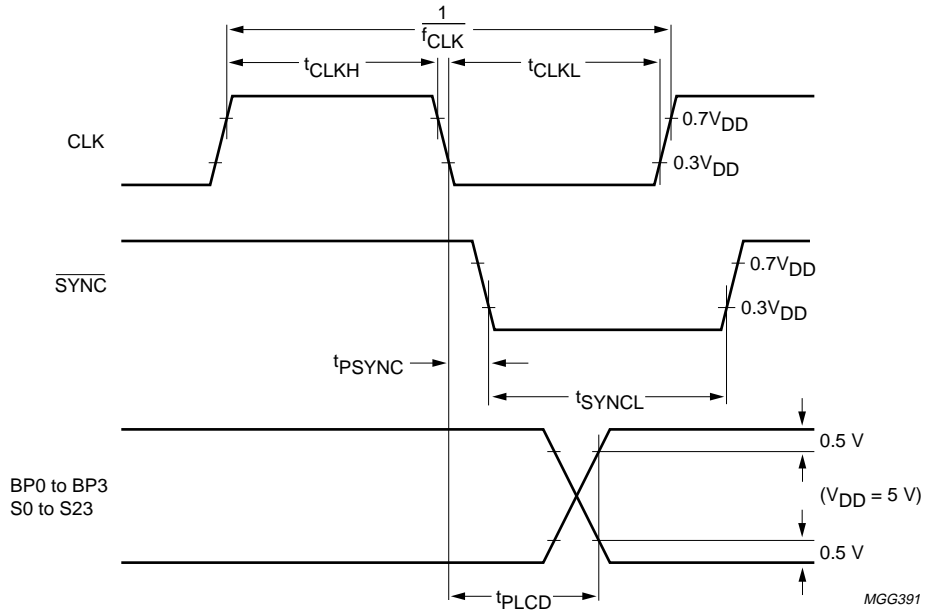 1
fCLK
tCLKH
tCLKL
CLK
0.7VDD
0.3VDD
SYNC
0.7VDD
0.3VDD
tPSYNC
tSYNCL
0.5 V
BP0 to BP3
S0 to S23
(VDD = 5 V)
0.5 V
tPLCD
MGG391